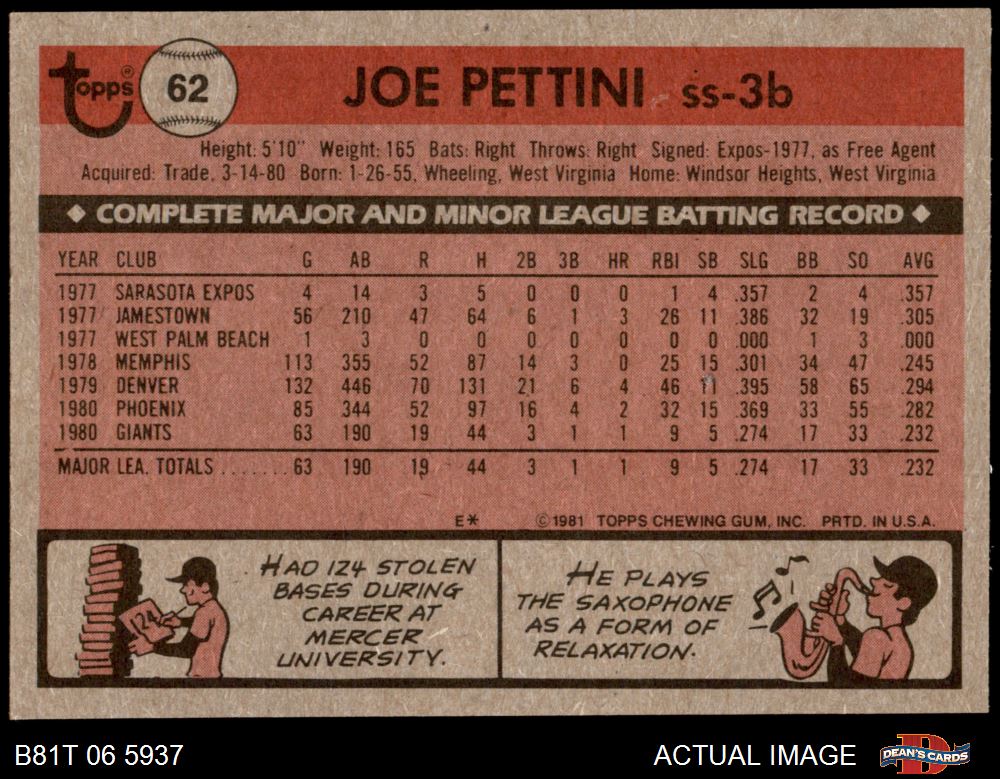 topps® 62 JOE PETTINI ss-3b
Height: 5'10" Weight: 165 Bats: Right Throws: Right Signed: Expos-1977, as Free Agent
Acquired: Trade, 3-14-80 Born: 1-26-55, Wheeling, West Virginia Home: Windsor Heights, West Virginia
◆ COMPLETE MAJOR AND MINOR LEAGUE BATTING RECORD ◆
YEAR CLUB G AB R H 2B 3B HR RBI SB SLG BB SO AVG
1977 SARASOTA EXPOS 4 14 3 5 0 0 0 1 4 .357 2 4 .357
1977 JAMESTOWN 56 210 47 64 6 1 3 26 11 .386 32 19 .305
1977 WEST PALM BEACH 1 3 0 0 0 0 0 0 0 .000 1 3 .000
1978 MEMPHIS 113 355 52 87 14 3 0 25 15 .301 34 47 .245
1979 DENVER 132 446 70 131 21 6 4 46 11 .395 58 65 .294
1980 PHOENIX 85 344 52 97 16 4 2 32 15 .369 33 55 .282
1980 GIANTS 63 190 19 44 3 1 1 9 5 .274 17 33 .232
MAJOR LEA. TOTALS ....... 63 190 19 44 3 1 1 9 5 .274 17 33 .232
E* © 1981 TOPPS CHEWING GUM, INC. PRTD. IN U.S.A.
124
HAD 124 STOLEN
BASES DURING
CAREER AT
MERCER
UNIVERSITY.
HE PLAYS
THE SAXOPHONE
AS A FORM OF
RELAXATION.
B81T 06 5937 ACTUAL IMAGE DEAN'S CARDS